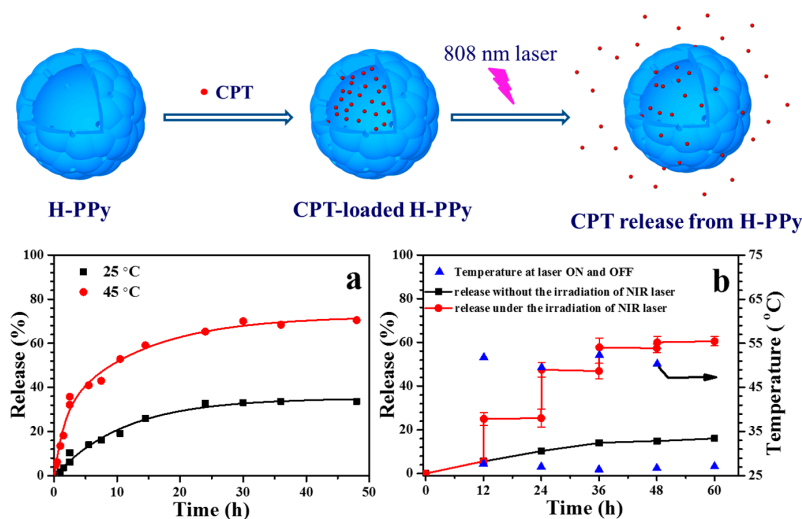 808 nm laser
CPT
H-PPy
CPT-loaded H-PPy
CPT release from H-PPy
a
25 °C
45 °C
Release (%)
100
80
60
40
20
0
0 10 20 30 40 50
Time (h)
b
Temperature at laser ON and OFF
release without the irradiation of NIR laser
release under the irradiation of NIR laser
Release (%)
100
80
60
40
20
0
0 12 24 36 48 60
Time (h)
75
65
55
45
35
25
Temperature ( °C)